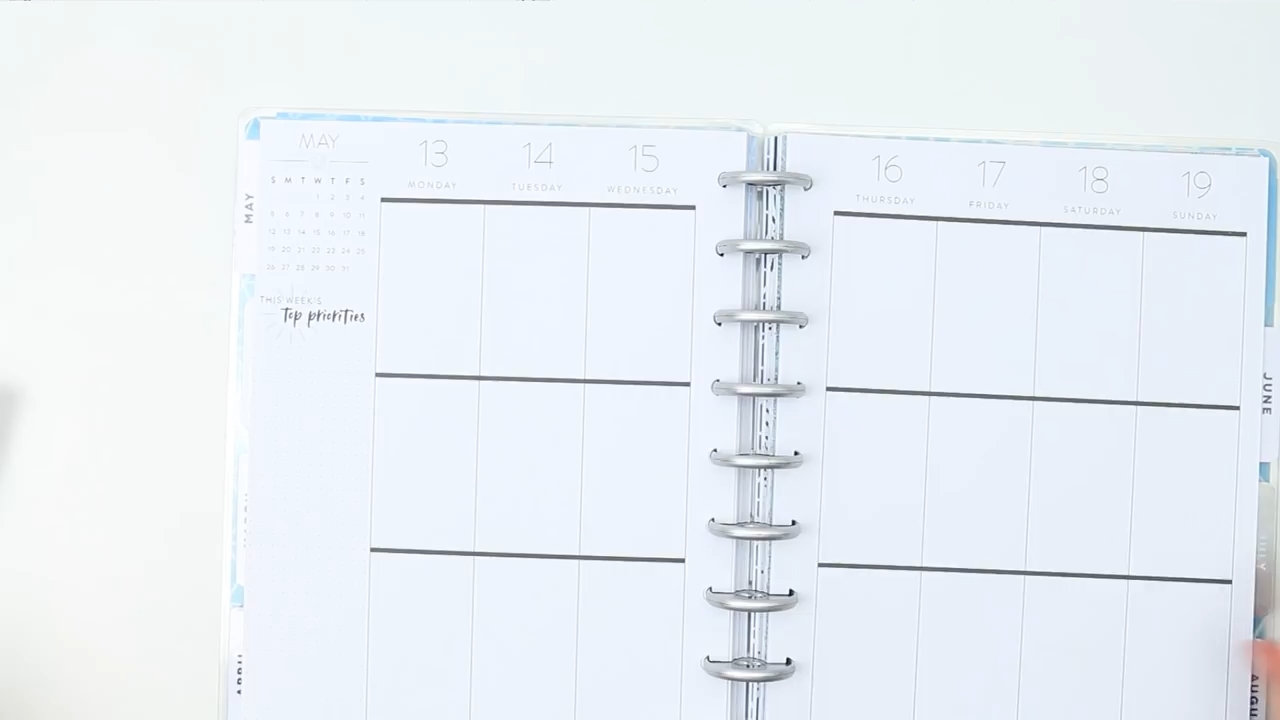 MAY
S M T W T F S
1 2 3 4
5 6 7 8 9 10 11
12 13 14 15 16 17 18
19 20 21 22 23 24 25
26 27 28 29 30 31
THIS WEEK'S
top priorities
13 14 15
MONDAY TUESDAY WEDNESDAY
16 17 18 19
THURSDAY FRIDAY SATURDAY SUNDAY
MAY
MARCH
APRIL
JUNE
JULY